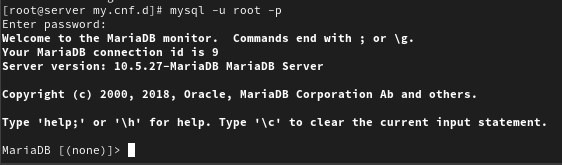 [root@server my.cnf.d]# mysql -u root -p
Enter password:
Welcome to the MariaDB monitor.  Commands end with ; or \g.
Your MariaDB connection id is 9
Server version: 10.5.27-MariaDB MariaDB Server
Copyright (c) 2000, 2018, Oracle, MariaDB Corporation Ab and others.
Type 'help;' or '\h' for help. Type '\c' to clear the current input statement.
MariaDB [(none)]>